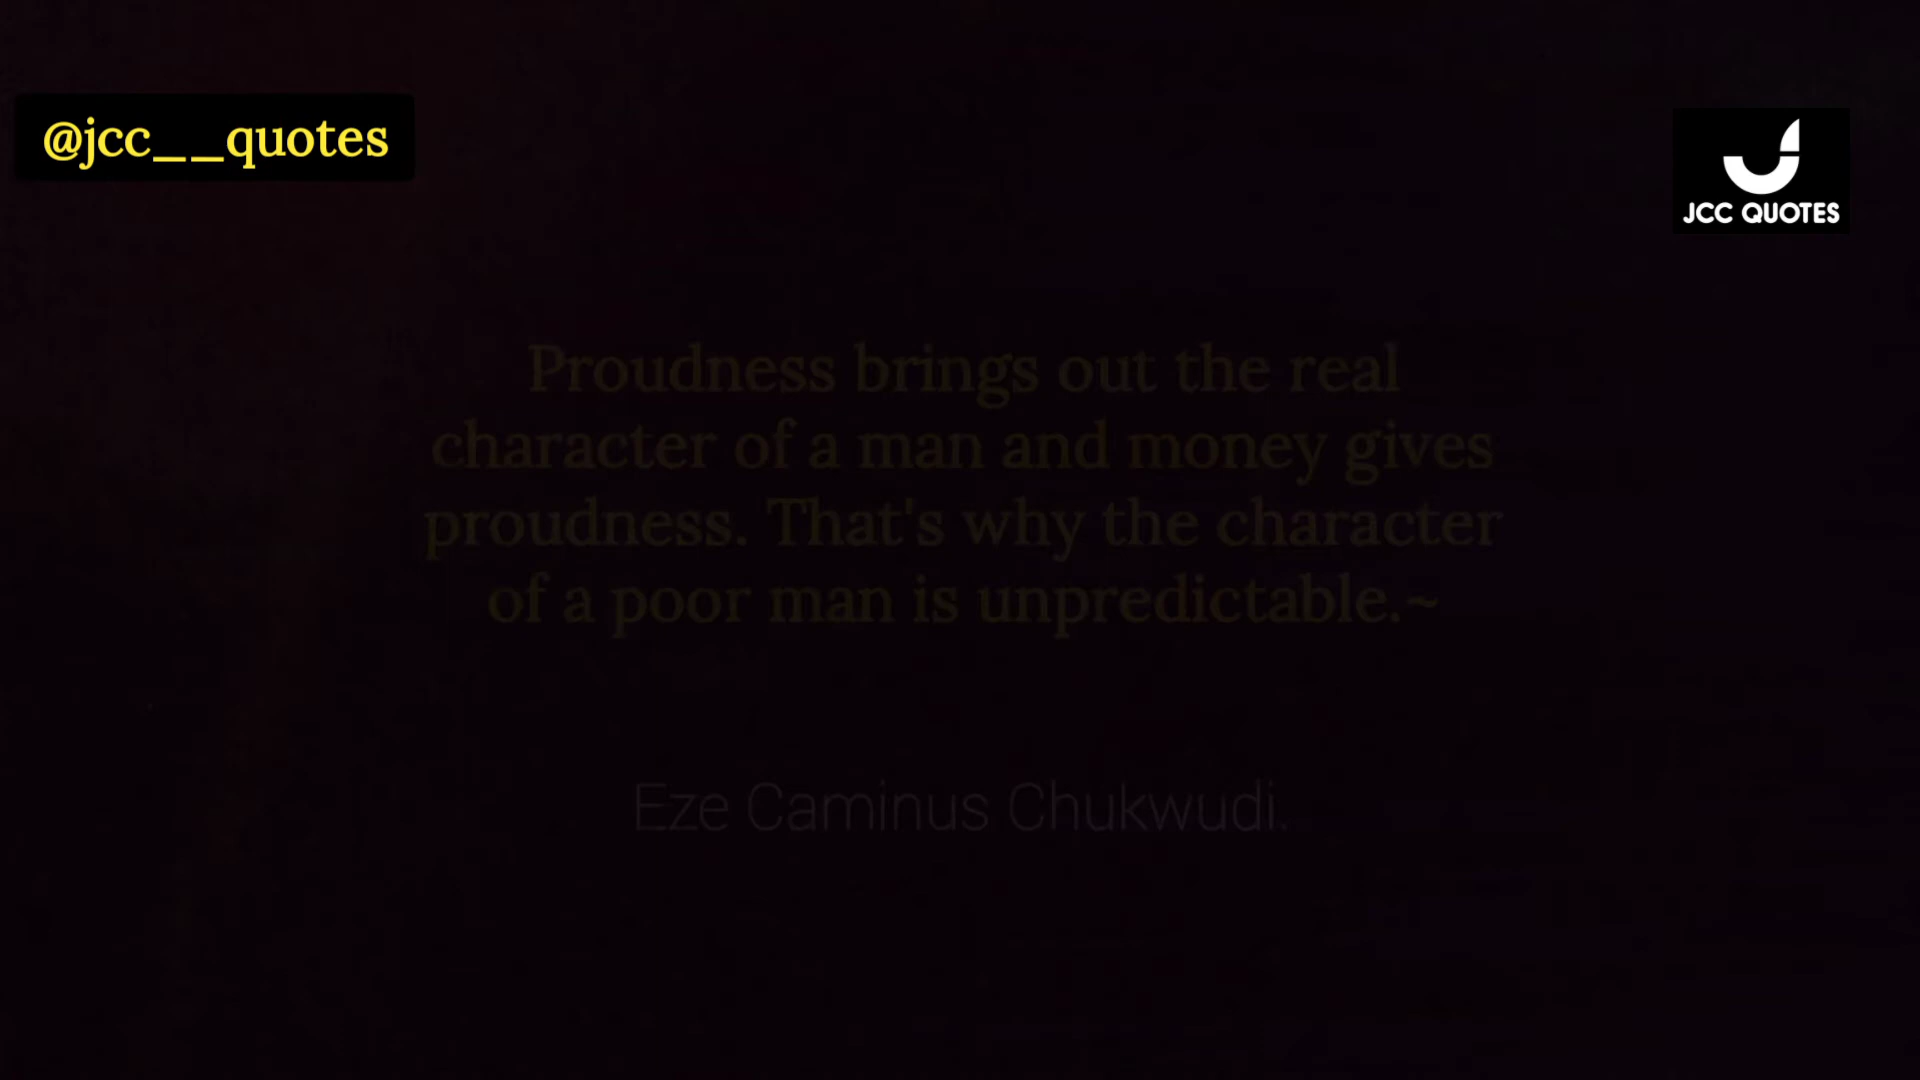 @jcc__quotes
JCC QUOTES
Proudness brings out the real
character of a man and money gives
proudness. That's why the character
of a poor man is unpredictable.~
Eze Caminus Chukwudi.